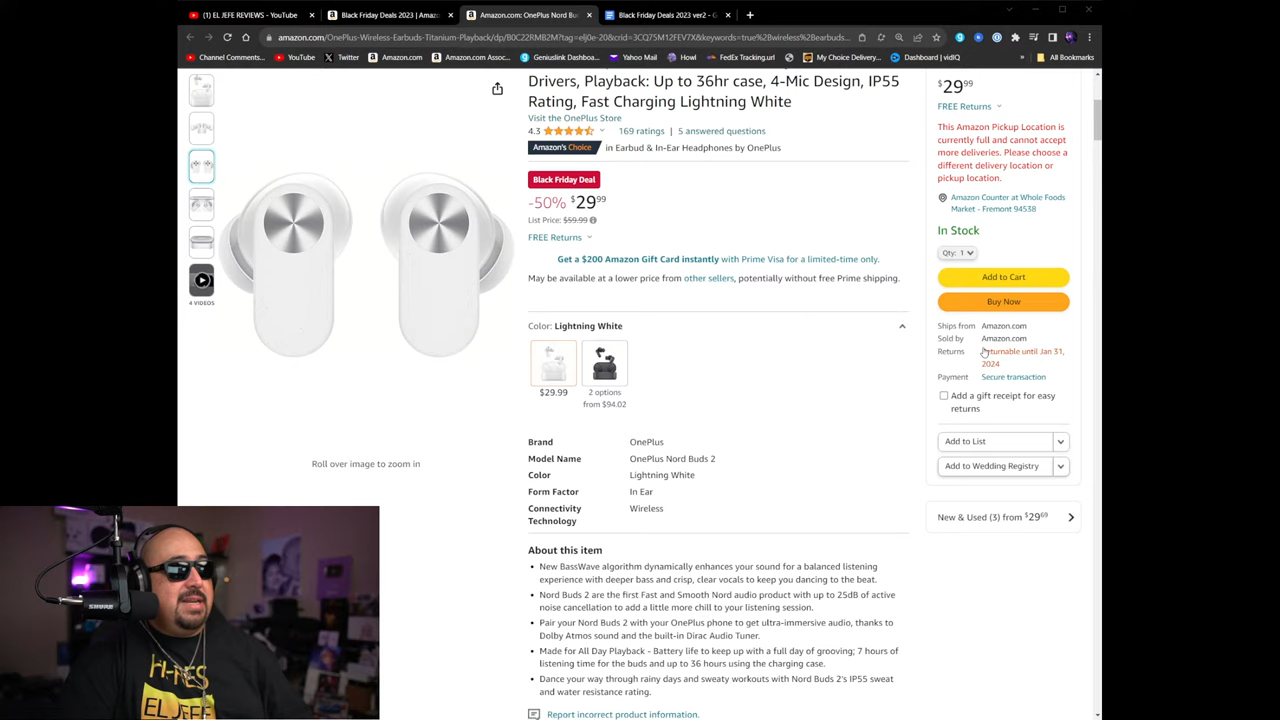 (1) EL JEFE REVIEWS - YouTube
Black Friday Deals 2023 | Amaz
Amazon.com: OnePlus Nord Bud
Black Friday Deals 2023 ver2 - G
amazon.com/OnePlus-Wireless-Earbuds-Titanium-Playback/dp/B0C22RMB2M?tag=elj0e-20&crid=3CQ75M12FEV7X&keywords=true%2Bwireless%2Bearbuds...
Channel Comments...
YouTube
Twitter
Amazon.com
Amazon.com Assoc...
Geniuslink Dashboa...
Yahoo Mail
Howl
FedEx Tracking.url
My Choice Delivery...
Dashboard | vidIQ
»
All Bookmarks
4 VIDEOS
Roll over image to zoom in
Drivers, Playback: Up to 36hr case, 4-Mic Design, IP55
Rating, Fast Charging Lightning White
Visit the OnePlus Store
4.3
169 ratings | 5 answered questions
Amazon's Choice in Earbud & In-Ear Headphones by OnePlus
Black Friday Deal
-50% $29.99
List Price: $59.99
FREE Returns
Get a $200 Amazon Gift Card instantly with Prime Visa for a limited-time only.
May be available at a lower price from other sellers, potentially without free Prime shipping.
Color: Lightning White
$29.99
2 options
from $94.02
Brand OnePlus
Model Name OnePlus Nord Buds 2
Color Lightning White
Form Factor In Ear
Connectivity Wireless
Technology
About this item
• New BassWave algorithm dynamically enhances your sound for a balanced listening
experience with deeper bass and crisp, clear vocals to keep you dancing to the beat.
• Nord Buds 2 are the first Fast and Smooth Nord audio product with up to 25dB of active
noise cancellation to add a little more chill to your listening session.
• Pair your Nord Buds 2 with your OnePlus phone to get ultra-immersive audio, thanks to
Dolby Atmos sound and the built-in Dirac Audio Tuner.
• Made for All Day Playback - Battery life to keep up with a full day of grooving; 7 hours of
listening time for the buds and up to 36 hours using the charging case.
• Dance your way through rainy days and sweaty workouts with Nord Buds 2's IP55 sweat
and water resistance rating.
Report incorrect product information.
$29.99
FREE Returns
This Amazon Pickup Location is
currently full and cannot accept
more deliveries. Please choose a
different delivery location or
pickup location.
Amazon Counter at Whole Foods
Market - Fremont 94538
In Stock
Qty: 1
Add to Cart
Buy Now
Ships from Amazon.com
Sold by Amazon.com
Returns Returnable until Jan 31,
2024
Payment Secure transaction
Add a gift receipt for easy
returns
Add to List
Add to Wedding Registry
New & Used (3) from $29.69
SHURE
HI-RES
EL JEFE